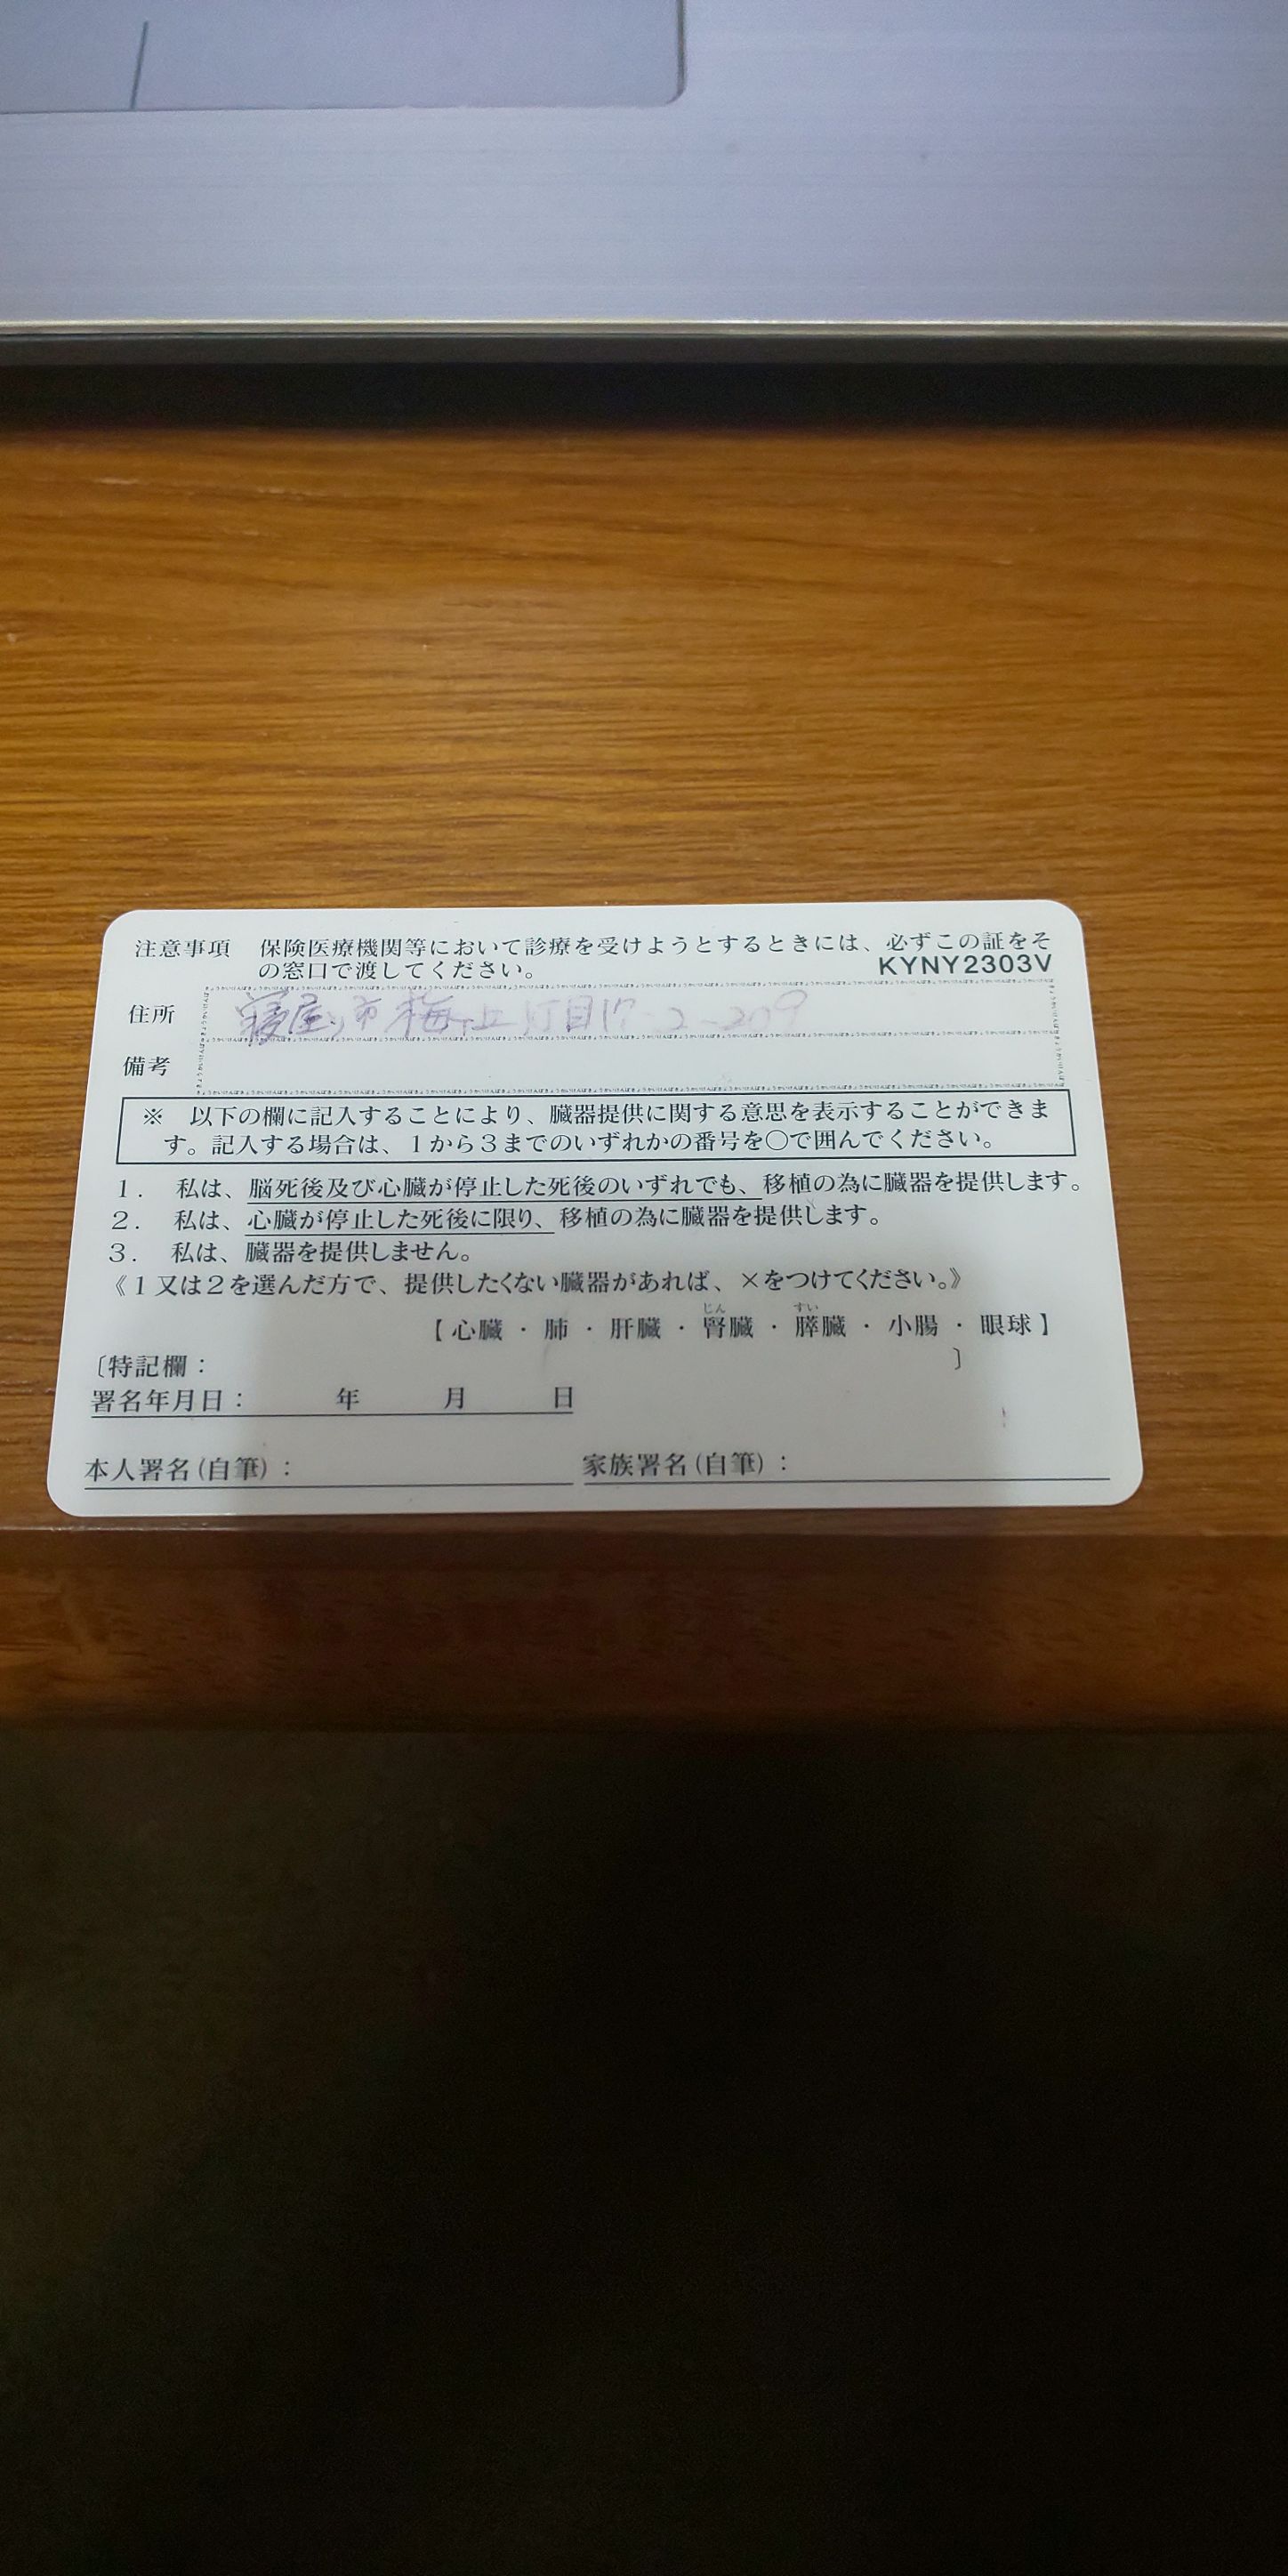 注意事項 保険医療機関等において診療を受けようとするときには、必ずこの証をそ
の窓口で渡してください。 KYNY2303V
住所 寝屋 市 梅 丁目17-2-209
備考
※ 以下の欄に記入することにより、臓器提供に関する意思を表示することができま
す。記入する場合は、1から3までのいずれかの番号を○で囲んでください。
1. 私は、脳死後及び心臓が停止した死後のいずれでも、移植の為に臓器を提供します。
2. 私は、心臓が停止した死後に限り、移植の為に臓器を提供します。
3. 私は、臓器を提供しません。
《1又は2を選んだ方で、提供したくない臓器があれば、×をつけてください。》
じん すい
【心臓・肺・肝臓・腎臓・膵臓・小腸・眼球】
〔特記欄： 〕
署名年月日： 年 月 日
本人署名(自筆)： 家族署名(自筆)：